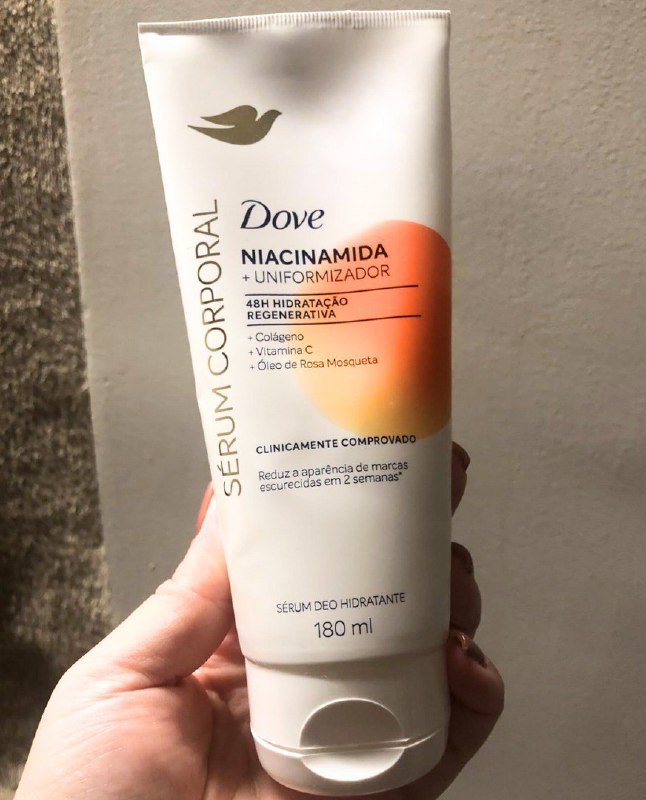 SÉRUM CORPORAL
Dove
NIACINAMIDA
+ UNIFORMIZADOR
48H HIDRATAÇÃO
REGENERATIVA
+ Colágeno
+ Vitamina C
+ Óleo de Rosa Mosqueta
CLINICAMENTE COMPROVADO
Reduz a aparência de marcas
escurecidas em 2 semanas*
SÉRUM DEO HIDRATANTE
180 ml